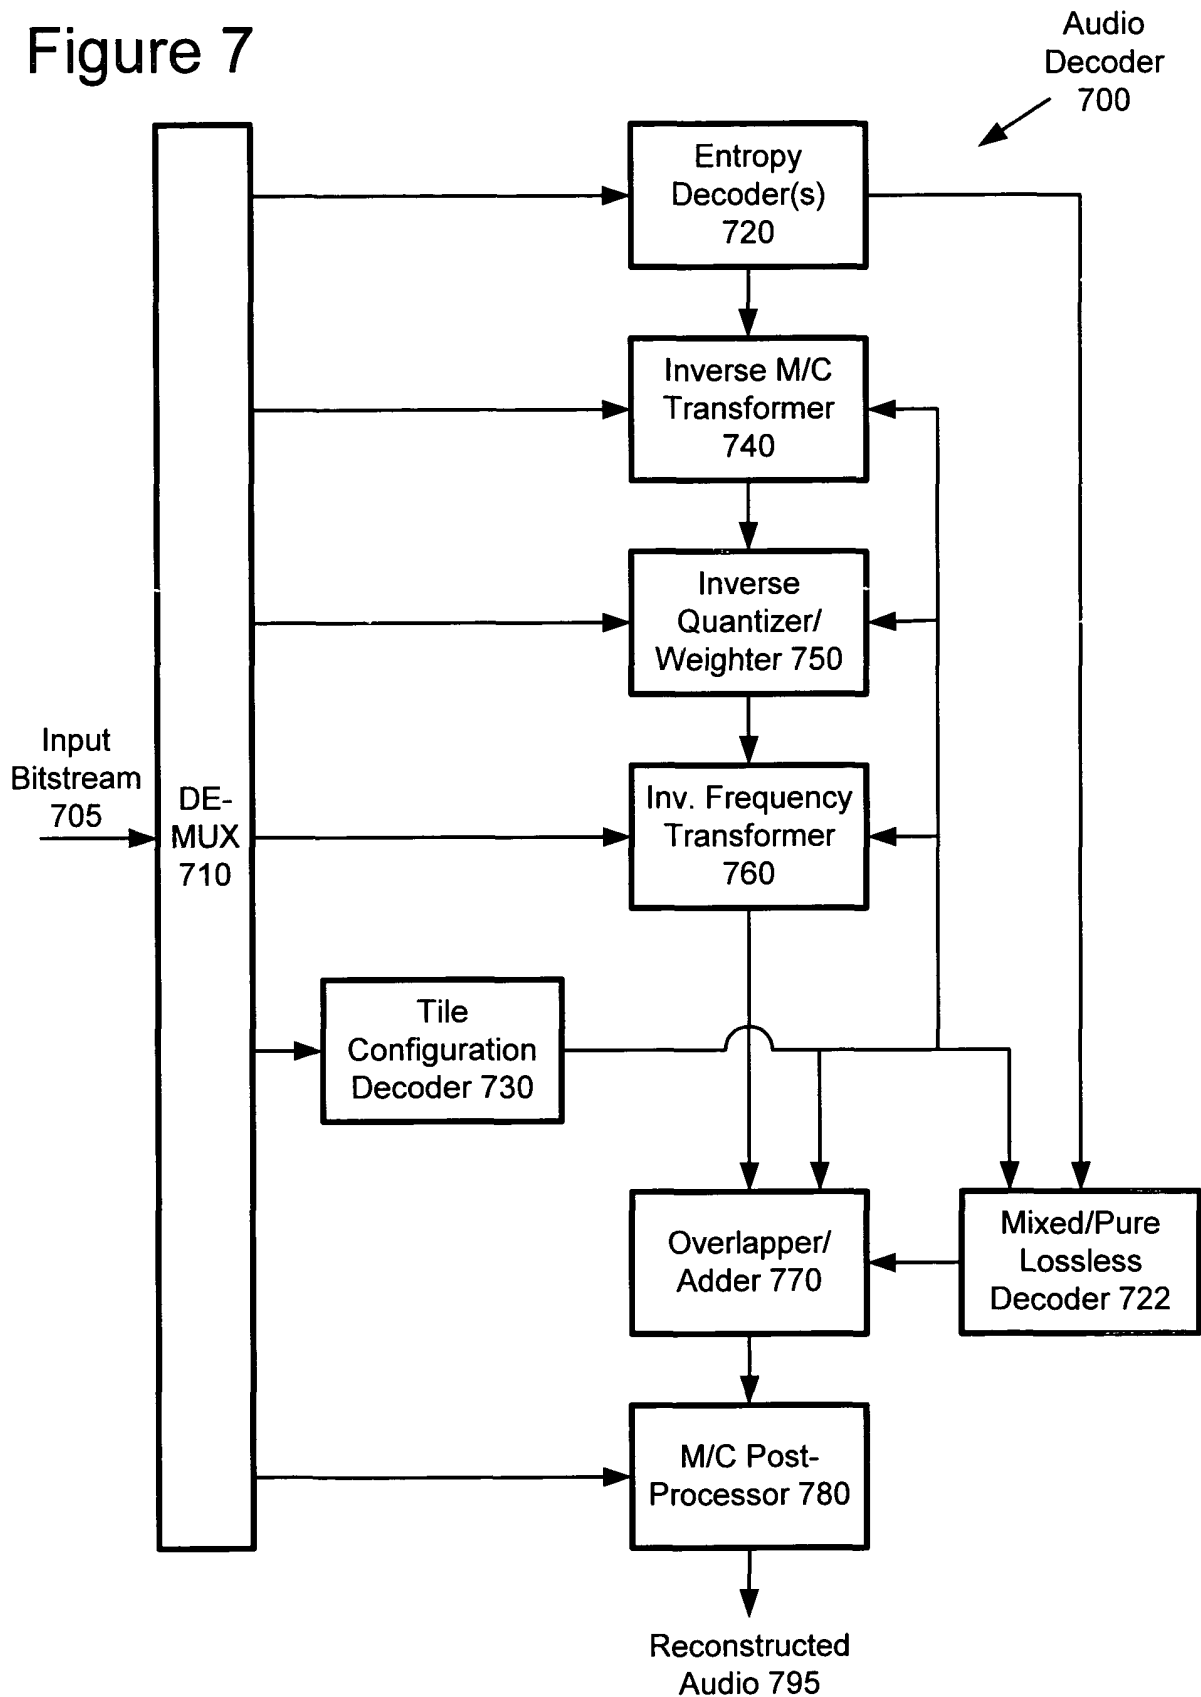 Figure 7
Audio
Decoder
700
Entropy
Decoder(s)
720
Inverse M/C
Transformer
740
Inverse
Quantizer/
Weighter 750
Input
Bitstream
705
DE-
MUX
710
Inv. Frequency
Transformer
760
Tile
Configuration
Decoder 730
Overlapper/
Adder 770
Mixed/Pure
Lossless
Decoder 722
M/C Post-
Processor 780
Reconstructed
Audio 795